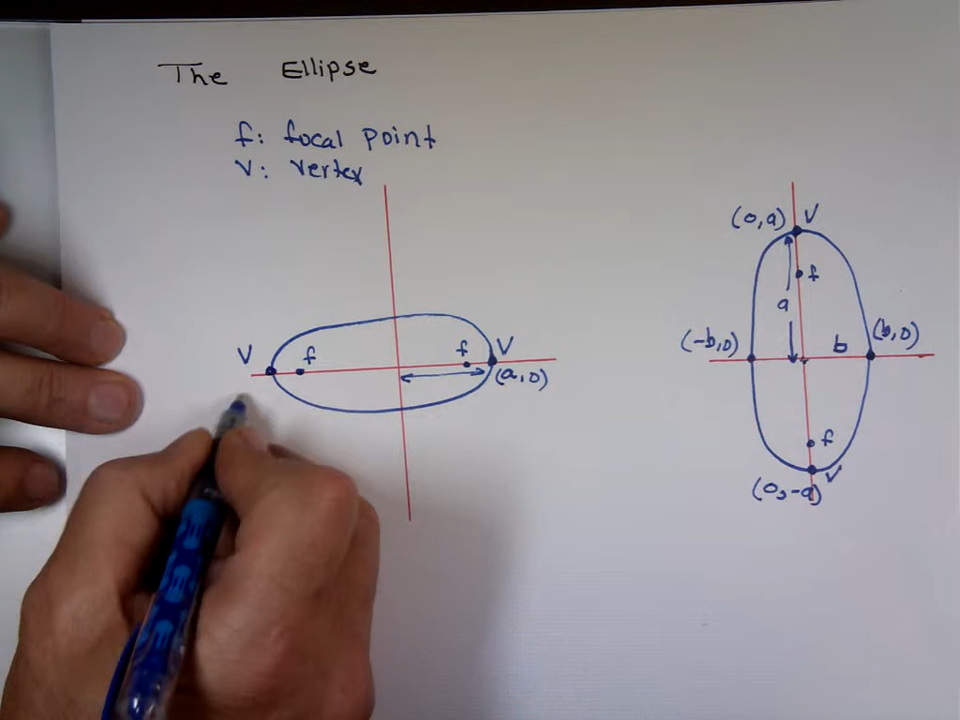 The Ellipse
f: focal point
V: vertex
V f f V
(a,0)
(0,a) V
f
a
(-b,0) b (b,0)
f
V
(0,-a)